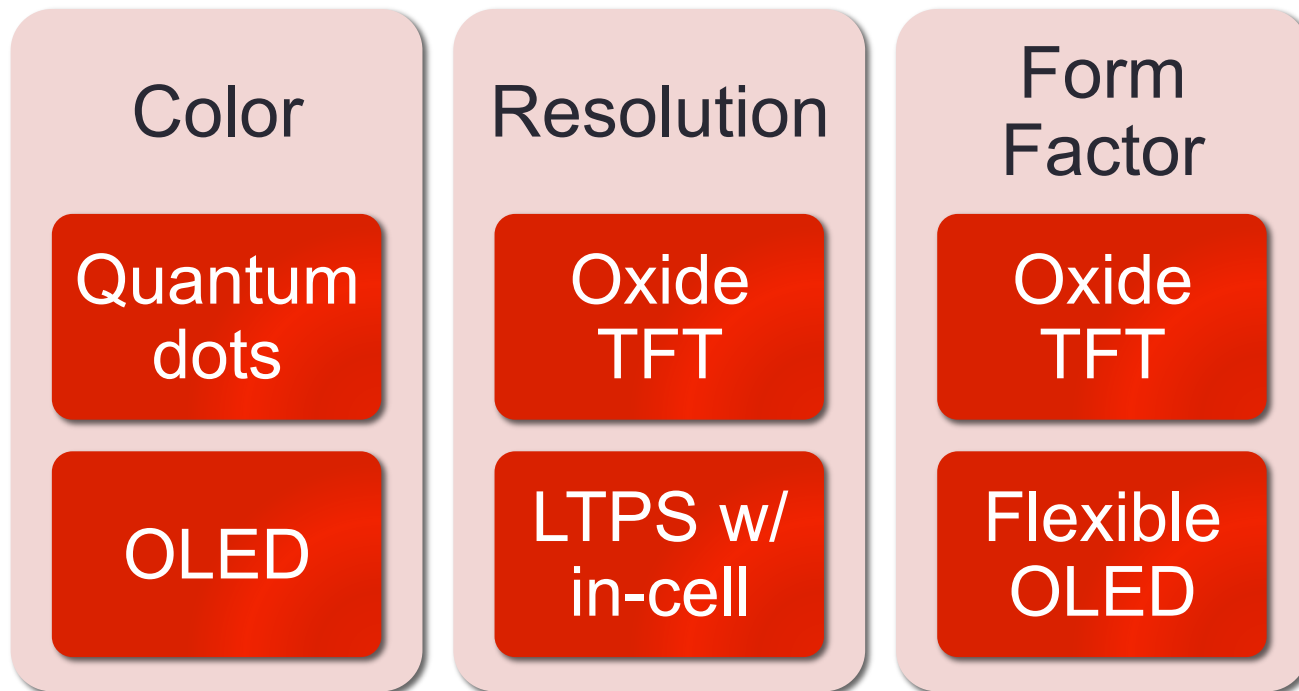 Color
Quantum
dots
OLED
Resolution
Oxide
TFT
LTPS w/
in-cell
Form
Factor
Oxide
TFT
Flexible
OLED